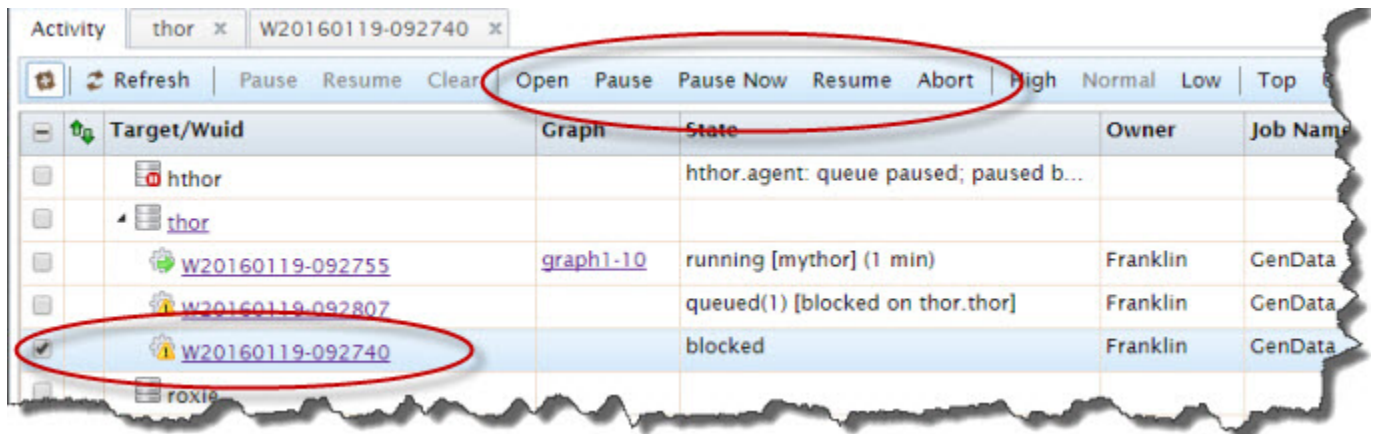 Activity thor x W20160119-092740 x
Refresh Pause Resume Clear Open Pause Pause Now Resume Abort High Normal Low Top
Target/Wuid Graph State Owner Job Name
hthor hthor.agent: queue paused; paused b...
thor
W20160119-092755 graph1-10 running [mythor] (1 min) Franklin GenData
W20160119-092807 queued(1) [blocked on thor.thor] Franklin GenData
W20160119-092740 blocked Franklin GenData
roxie